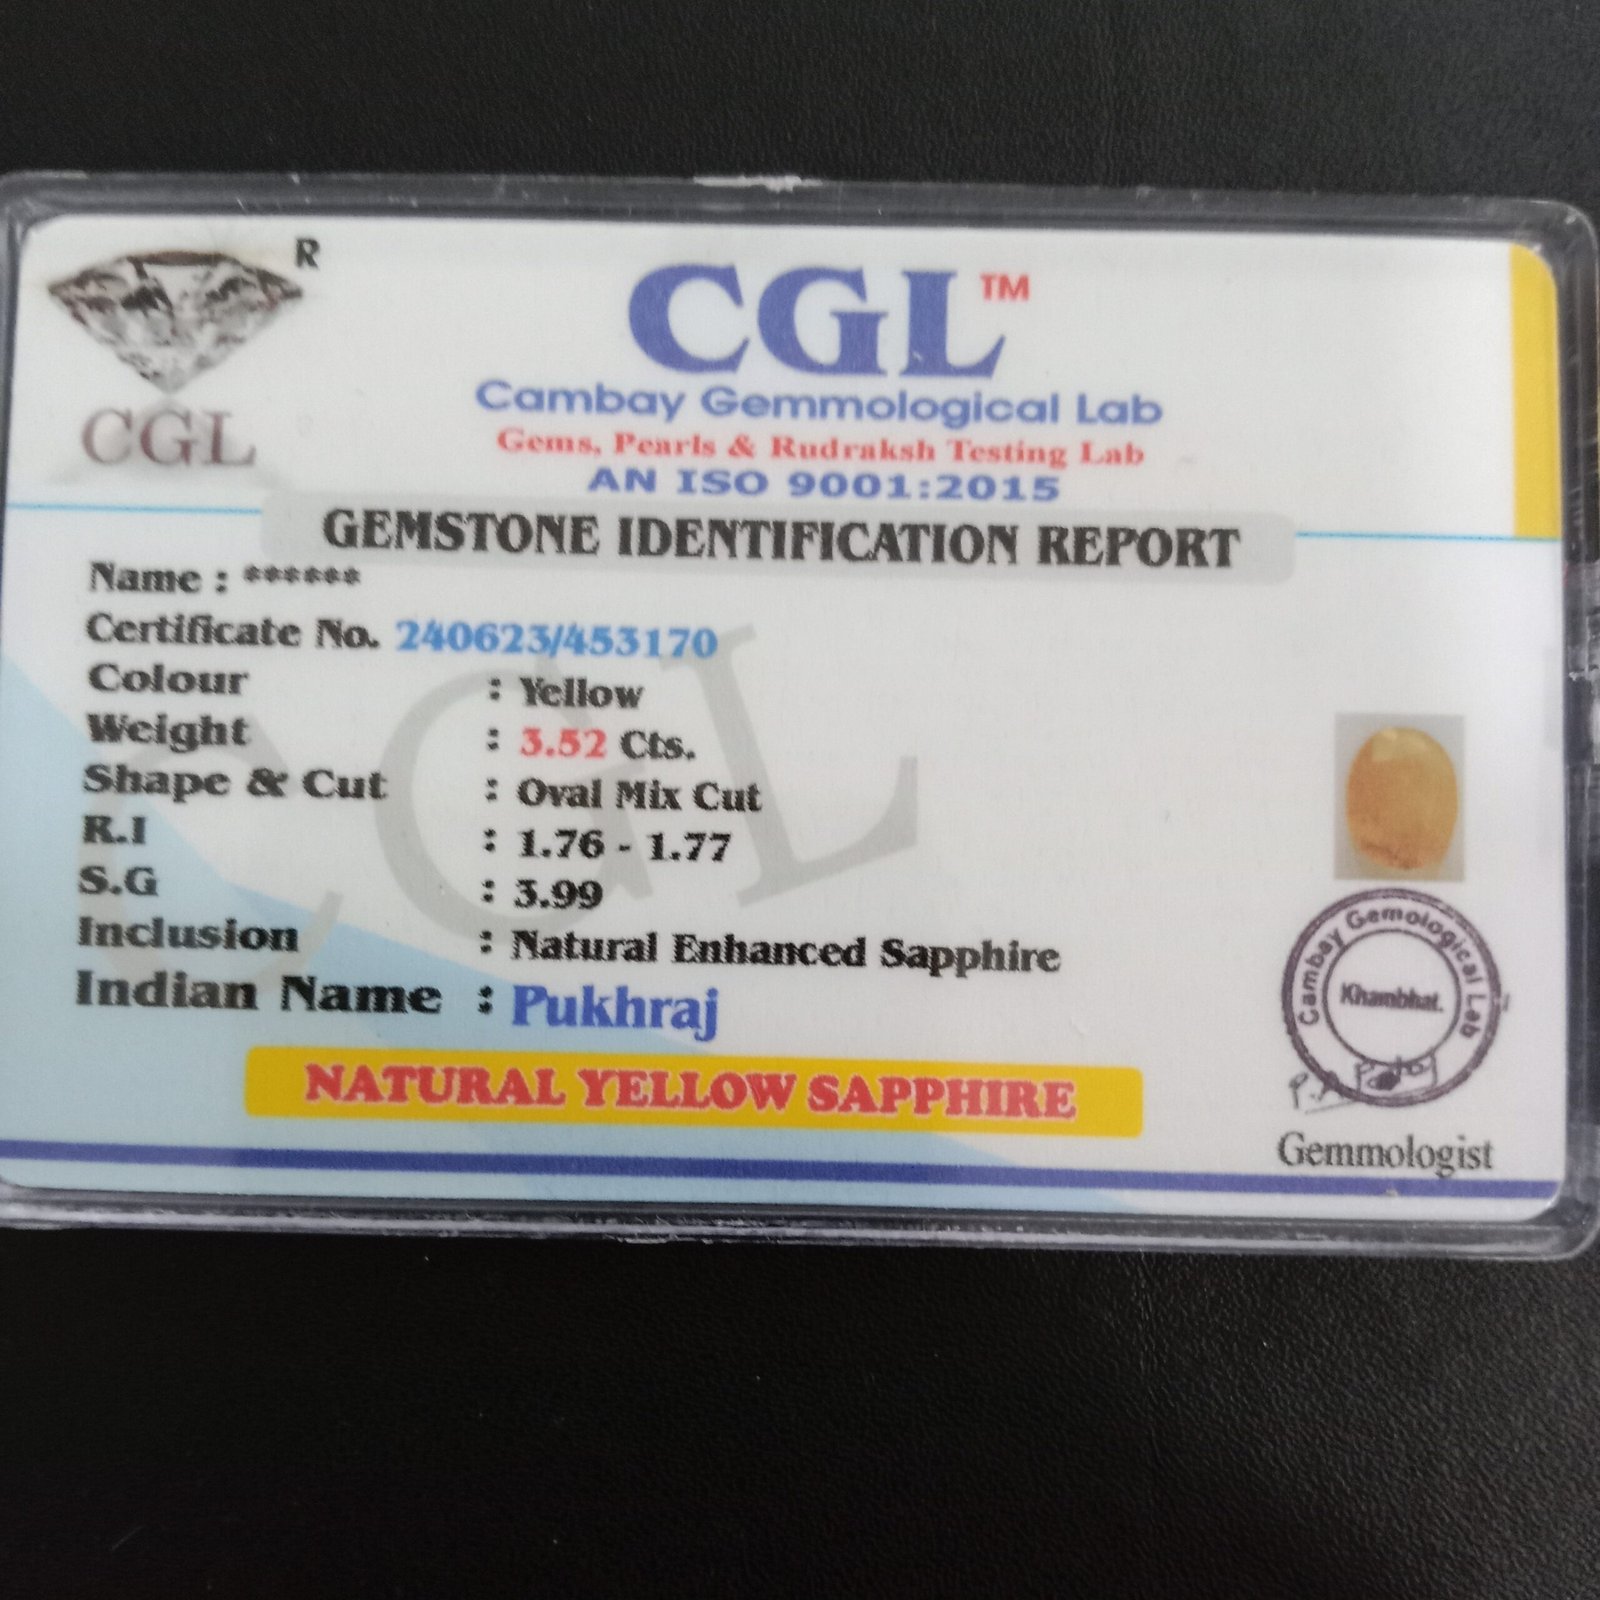 R
CGL
CGL™
Cambay Gemmological Lab
Gems, Pearls & Rudraksh Testing Lab
AN ISO 9001:2015
GEMSTONE IDENTIFICATION REPORT
Name : ******
Certificate No. 240623/453170
Colour : Yellow
Weight : 3.52 Cts.
Shape & Cut : Oval Mix Cut
R.I : 1.76 - 1.77
S.G : 3.99
Inclusion : Natural Enhanced Sapphire
Indian Name : Pukhraj
NATURAL YELLOW SAPPHIRE
CGL
Cambay Gemological Lab
Khambhat.
Gemmologist